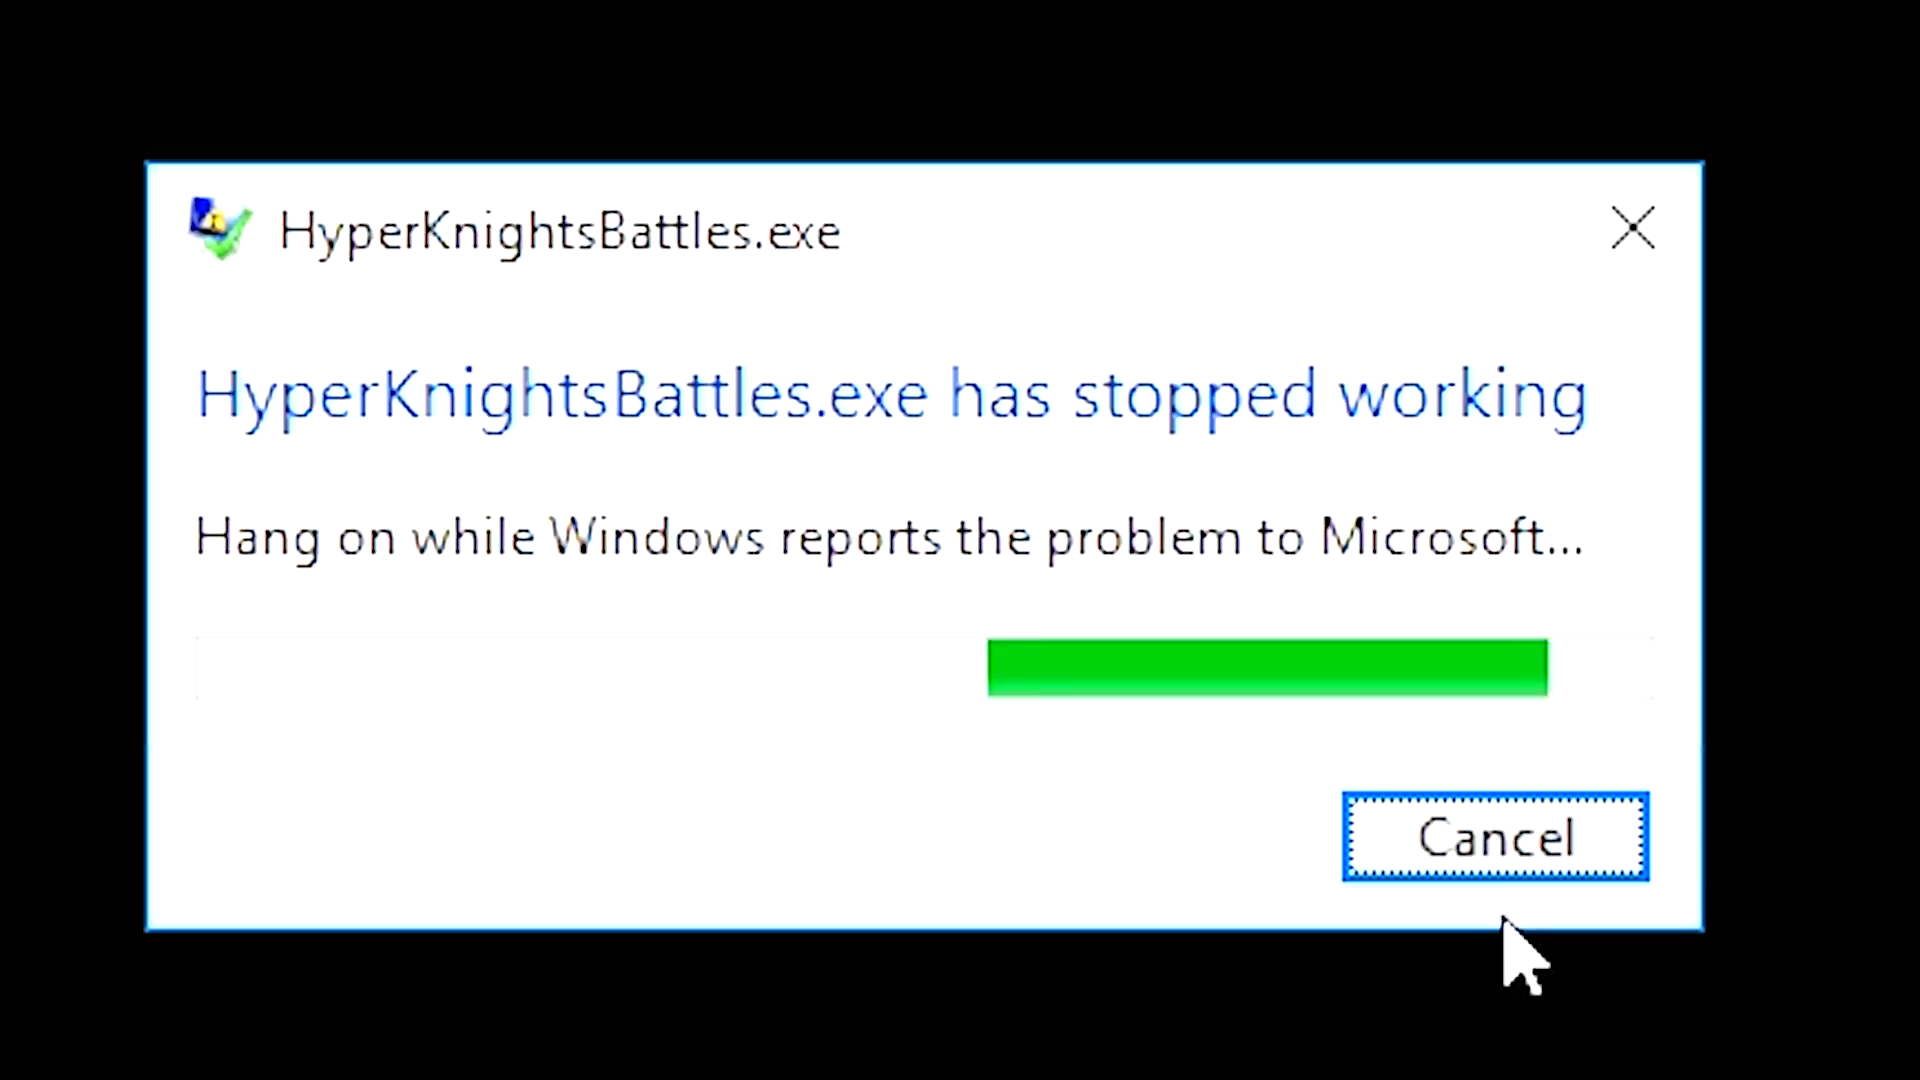 HyperKnightsBattles.exe
HyperKnightsBattles.exe has stopped working
Hang on while Windows reports the problem to Microsoft...
Cancel